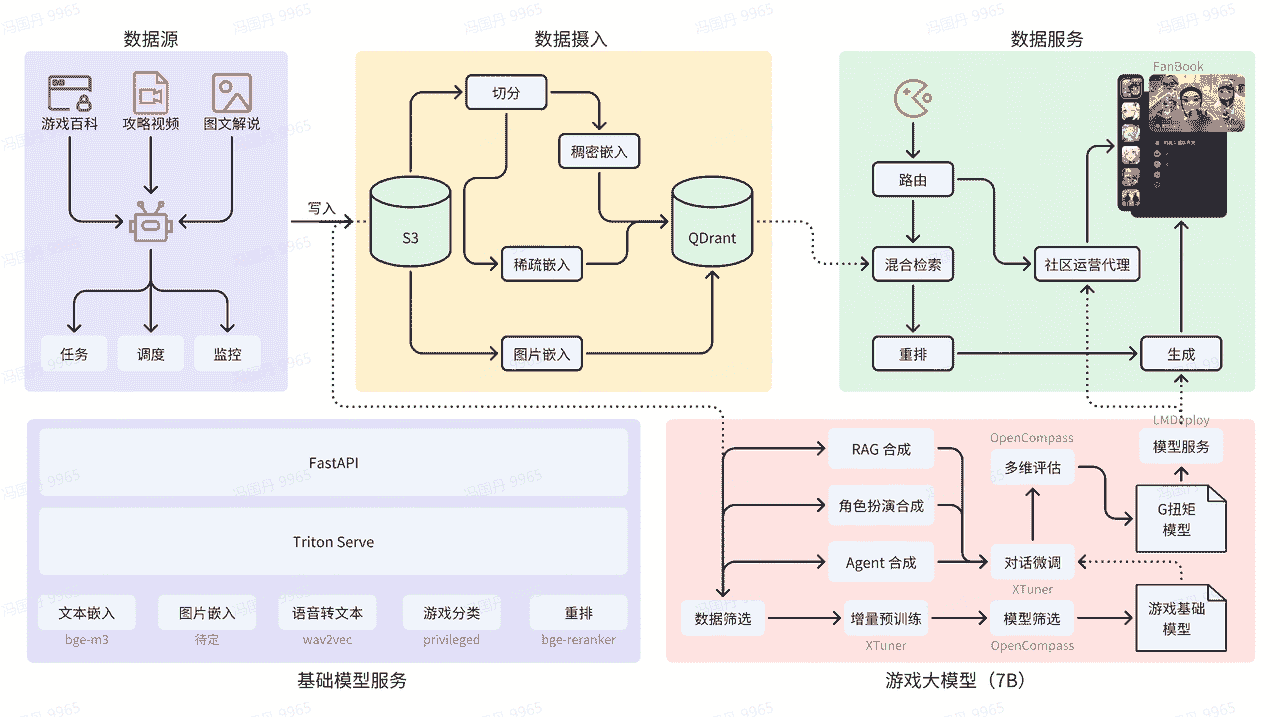 数据源
数据摄入
数据服务
游戏百科
攻略视频
图文解说
任务
调度
监控
写入
S3
切分
稠密嵌入
稀疏嵌入
图片嵌入
QDrant
FanBook
路由
混合检索
重排
社区运营代理
生成
FastAPI
Triton Serve
文本嵌入
bge-m3
图片嵌入
待定
语音转文本
wav2vec
游戏分类
privileged
重排
bge-reranker
基础模型服务
LMDeploy
模型服务
OpenCompass
多维评估
RAG 合成
角色扮演合成
Agent 合成
G扭矩
模型
对话微调
XTuner
数据筛选
增量预训练
XTuner
模型筛选
OpenCompass
游戏基础
模型
游戏大模型（7B）
冯国丹 9965